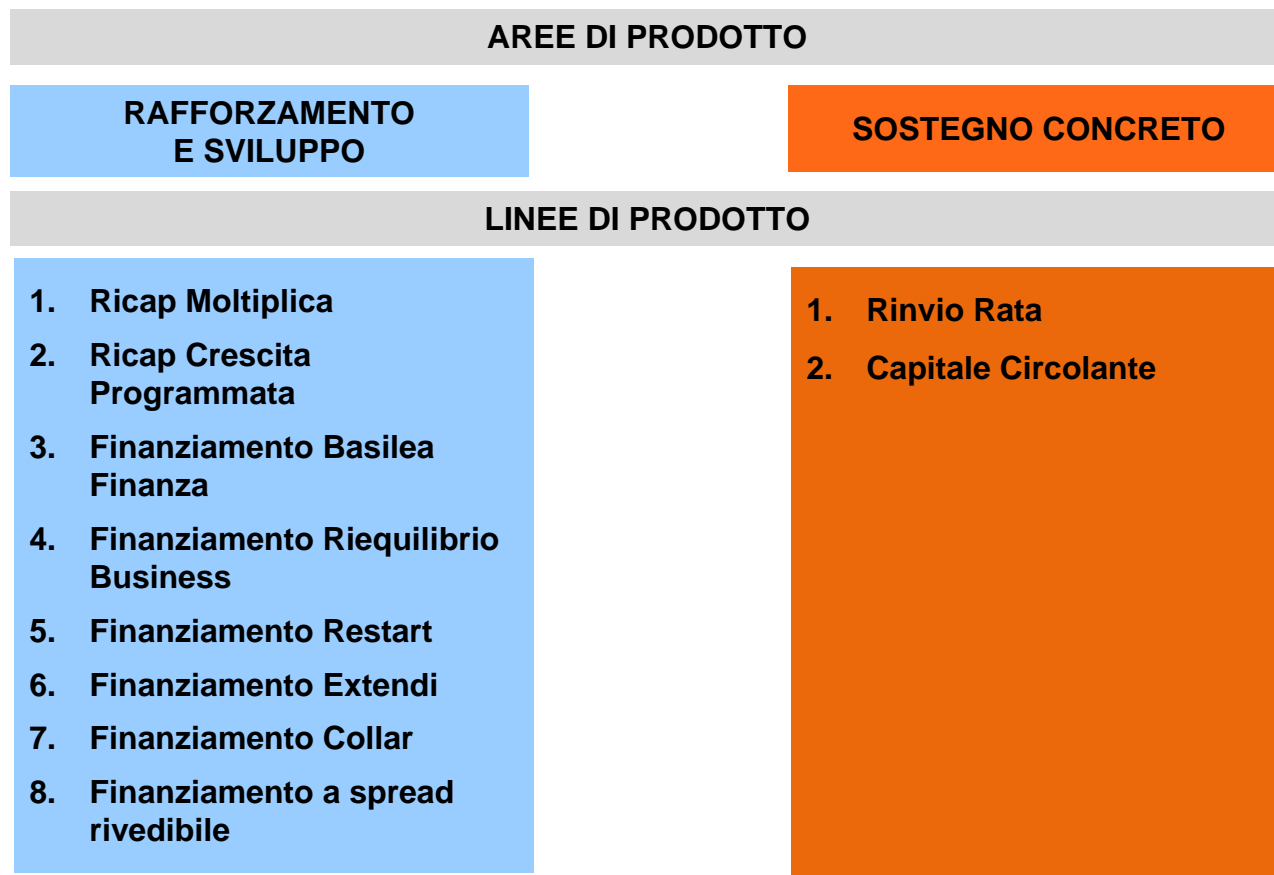 AREE DI PRODOTTO
RAFFORZAMENTO
E SVILUPPO
SOSTEGNO CONCRETO
LINEE DI PRODOTTO
1. Ricap Moltiplica
2. Ricap Crescita
Programmata
3. Finanziamento Basilea
Finanza
4. Finanziamento Riequilibrio
Business
5. Finanziamento Restart
6. Finanziamento Extendi
7. Finanziamento Collar
8. Finanziamento a spread
rivedibile
1. Rinvio Rata
2. Capitale Circolante